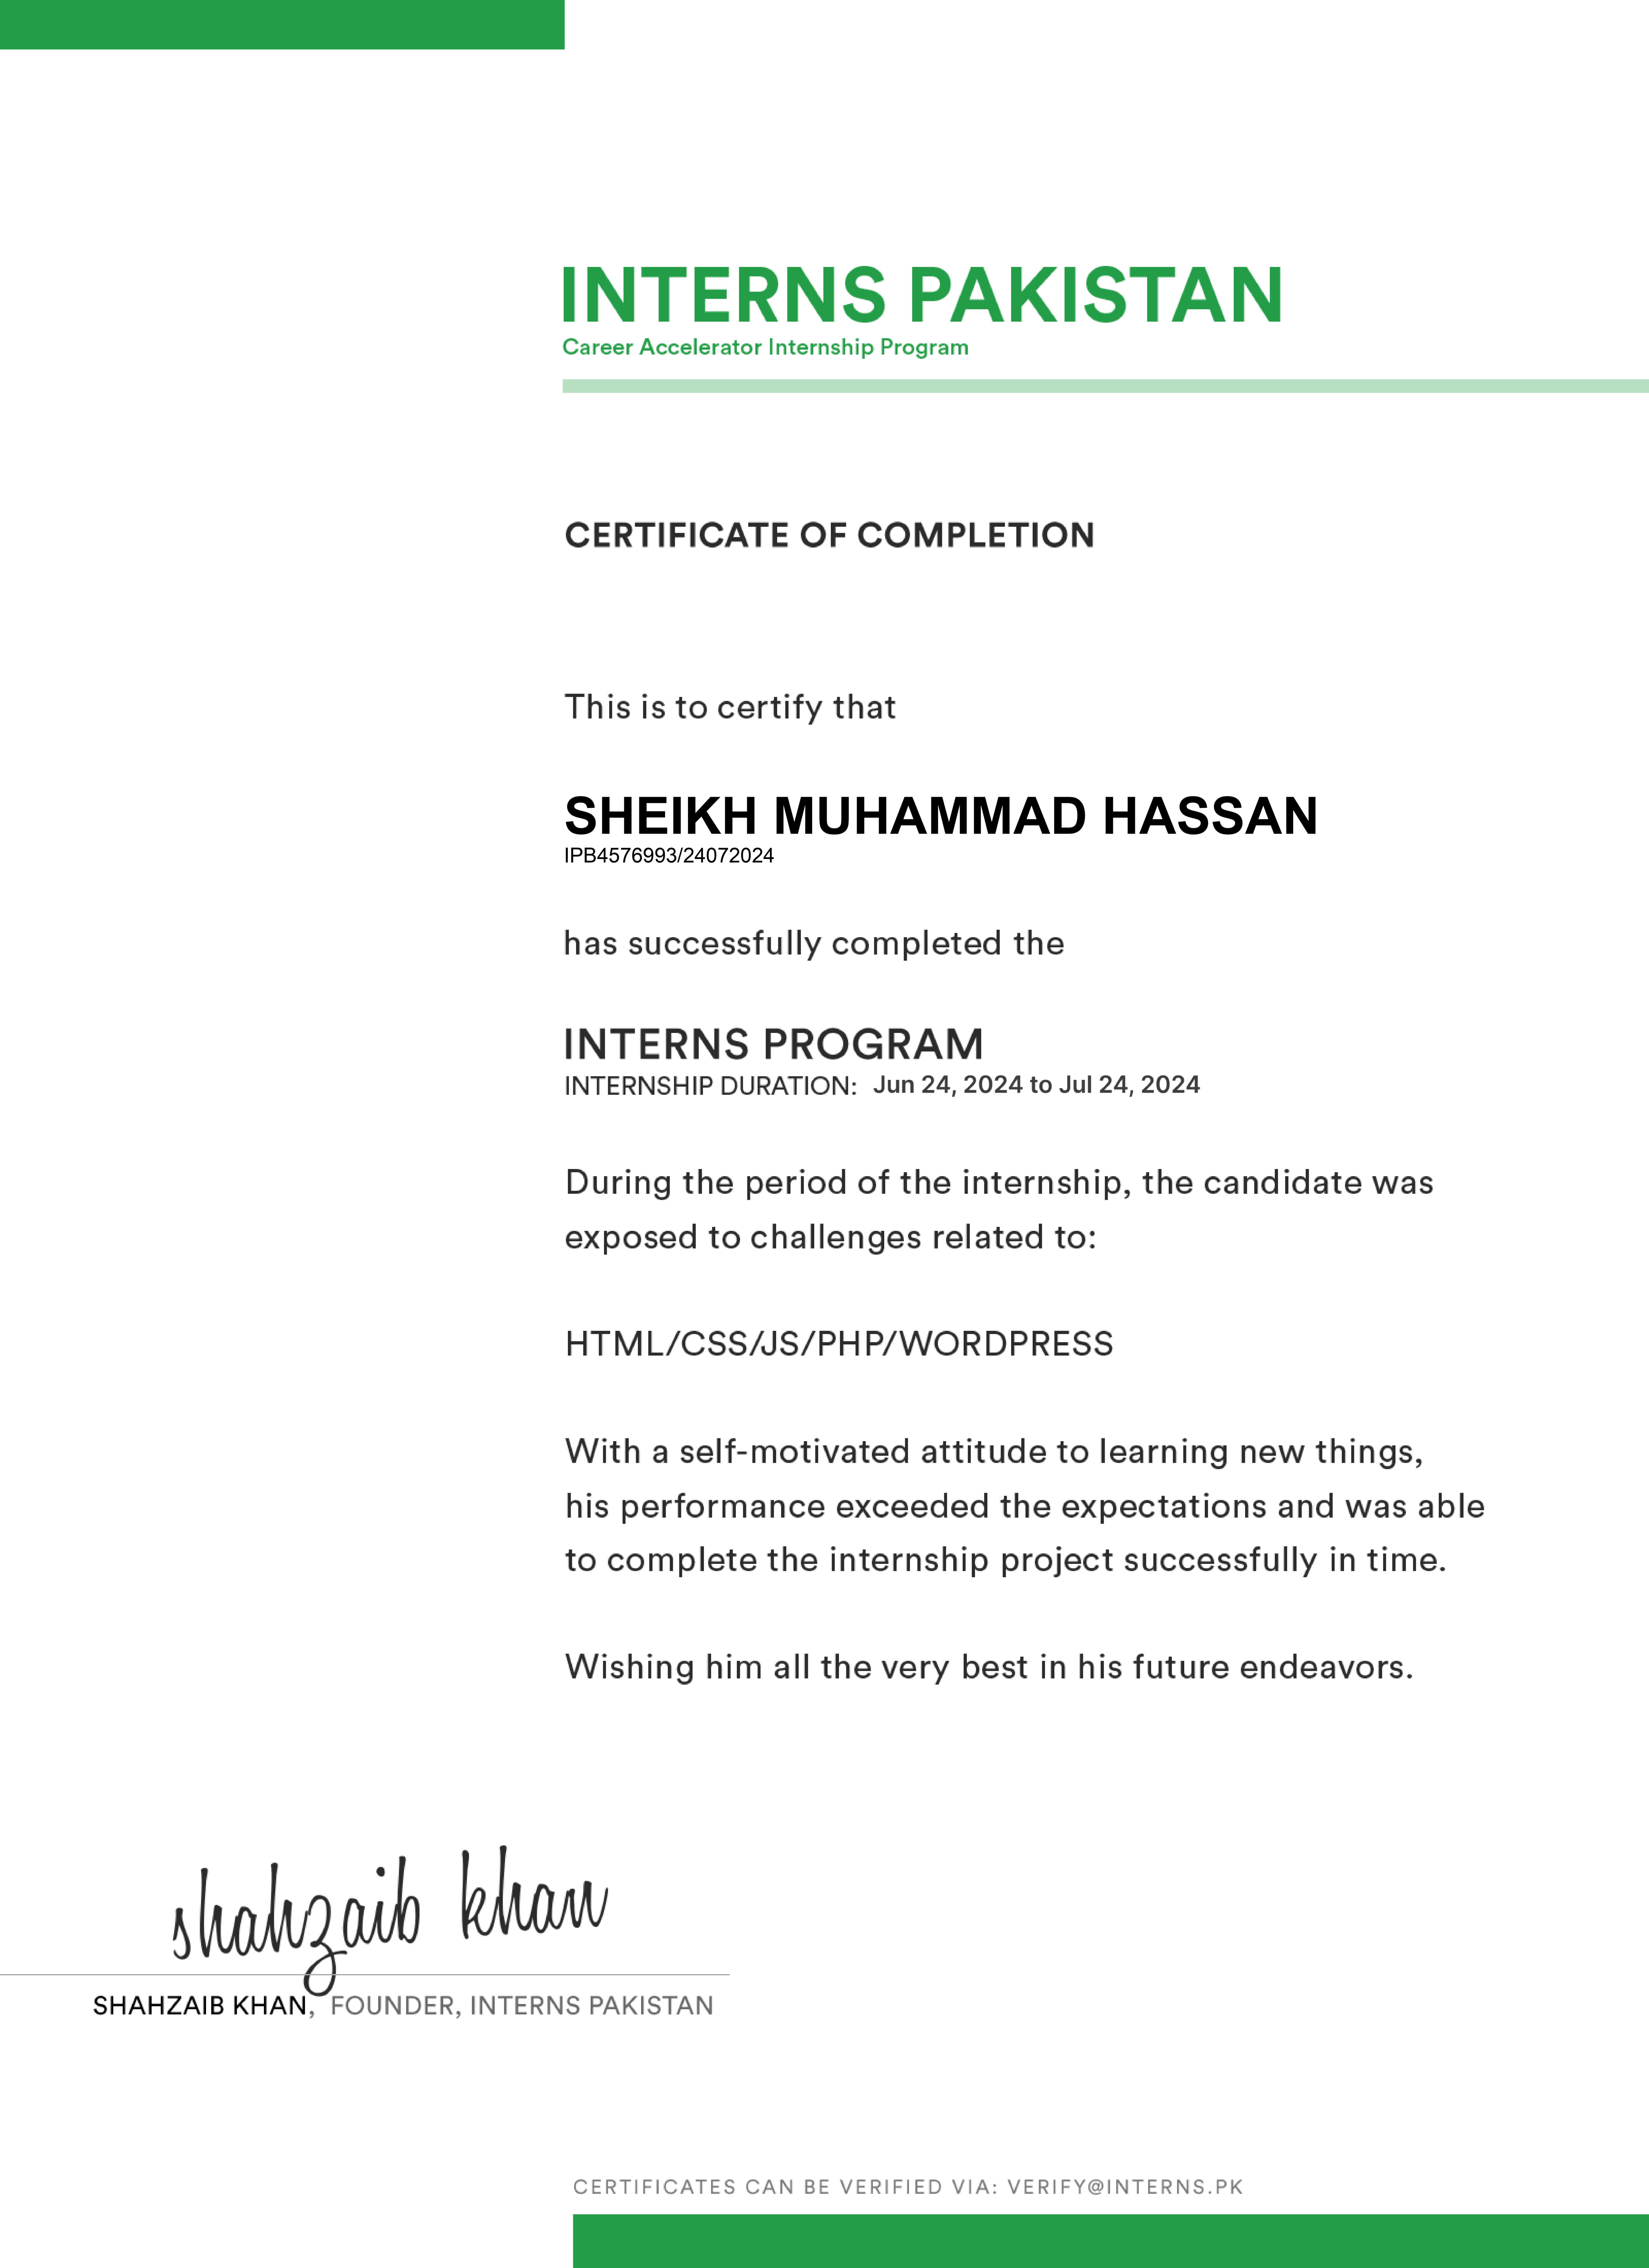 INTERNS PAKISTAN
Career Accelerator Internship Program
CERTIFICATE OF COMPLETION
This is to certify that
SHEIKH MUHAMMAD HASSAN
IPB4576993/24072024
has successfully completed the
INTERNS PROGRAM
INTERNSHIP DURATION: Jun 24, 2024 to Jul 24, 2024
During the period of the internship, the candidate was
exposed to challenges related to:
HTML/CSS/JS/PHP/WORDPRESS
With a self-motivated attitude to learning new things,
his performance exceeded the expectations and was able
to complete the internship project successfully in time.
Wishing him all the very best in his future endeavors.
shahzaib khan
SHAHZAIB KHAN, FOUNDER, INTERNS PAKISTAN
CERTIFICATES CAN BE VERIFIED VIA: VERIFY@INTERNS.PK